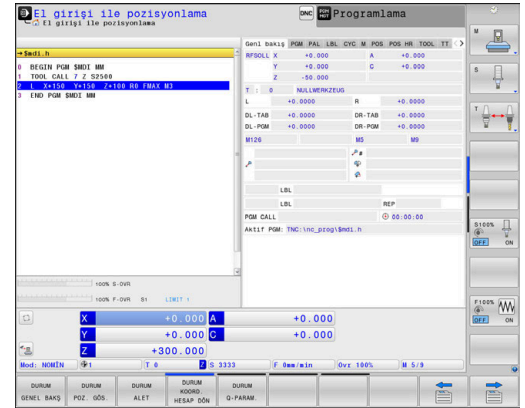 El girişi ile pozisyonlama
El girişi ile pozisyonlama
DNC
Programlama
→$mdi.h
0 BEGIN PGM $MDI MM
1 TOOL CALL 7 Z S2500
2 L X+150 Y+150 Z+100 R0 FMAX M3
3 END PGM $MDI MM
Genl bakış PGM PAL LBL CYC M POS POS HR TOOL TT
RFSOLL X +0.000 A +0.000
Y +0.000 C +0.000
Z -50.000
T : 0 NULLWERKZEUG
L +0.0000 R +0.0000
DL-TAB +0.0000 DR-TAB +0.0000
DL-PGM +0.0000 DR-PGM +0.0000
M126 M5 M9
LBL
LBL REP
PGM CALL 00:00:00
Aktif PGM: TNC:\nc_prog\$mdi.h
100% S-OVR
100% F-OVR S1 LIMIT 1
X +0.000 A +0.000
Y +0.000 C +0.000
Z +300.000
Mod: NOMİN 1 T 0 Z S 3333 F 0mm/min Ovr 100% M 5/9
DURUM GENEL BAKŞ
DURUM POZ. GÖS.
DURUM ALET
DURUM KOORD. HESAP DÖN
DURUM Q-PARAM.
M
S
T
S100%
OFF ON
F100%
OFF ON